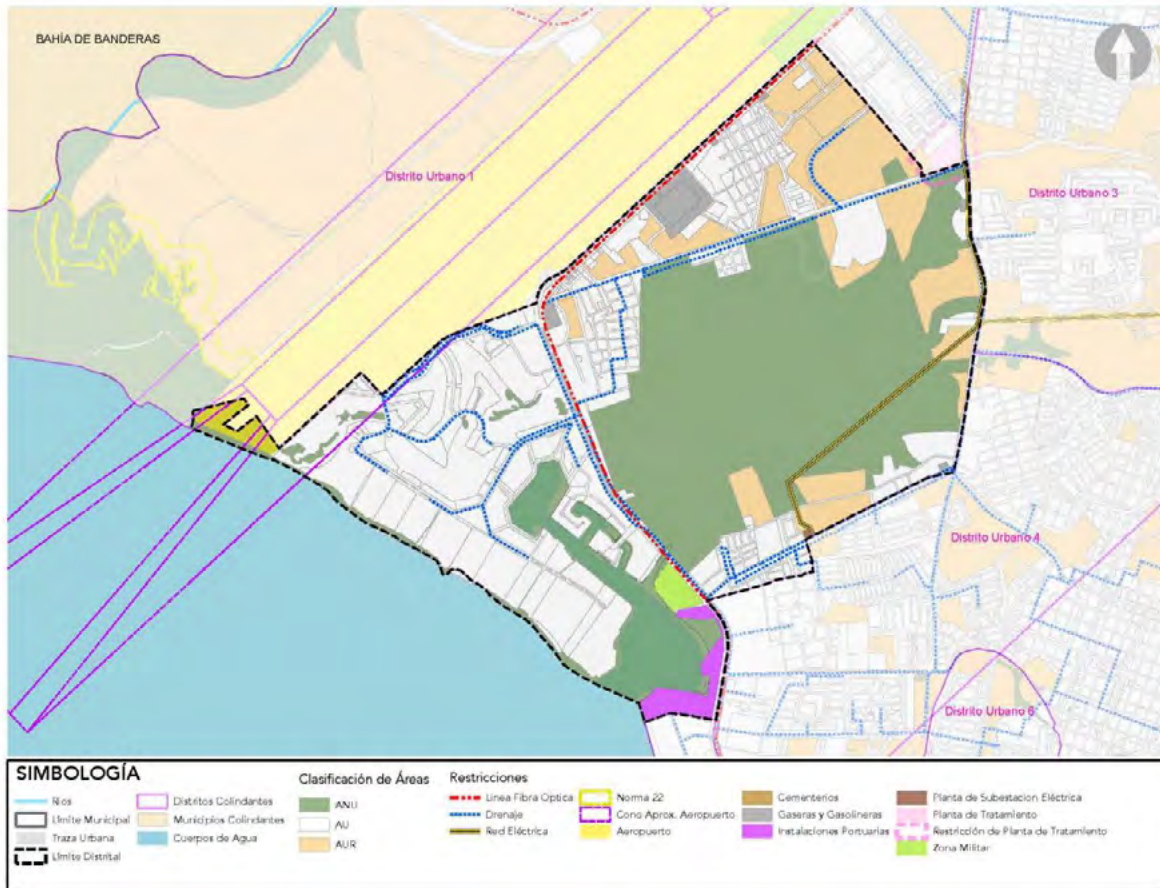 BAHÍA DE BANDERAS
Distrito Urbano 1
Distrito Urbano 3
Distrito Urbano 4
Distrito Urbano 6
SIMBOLOGÍA
Ríos
Límite Municipal
Traza Urbana
Límite Distrital
Distritos Colindantes
Municipios Colindantes
Cuerpos de Agua
Clasificación de Áreas
ANU
AU
AUR
Restricciones
Linea Fibra Optica
Drenaje
Red Eléctrica
Norma 22
Cono Aprox. Aeropuerto
Aeropuerto
Cementerios
Gaseras y Gasolineras
Instalaciones Portuarias
Planta de Subestacion Eléctrica
Planta de Tratamiento
Restricción de Planta de Tratamiento
Zona Militar